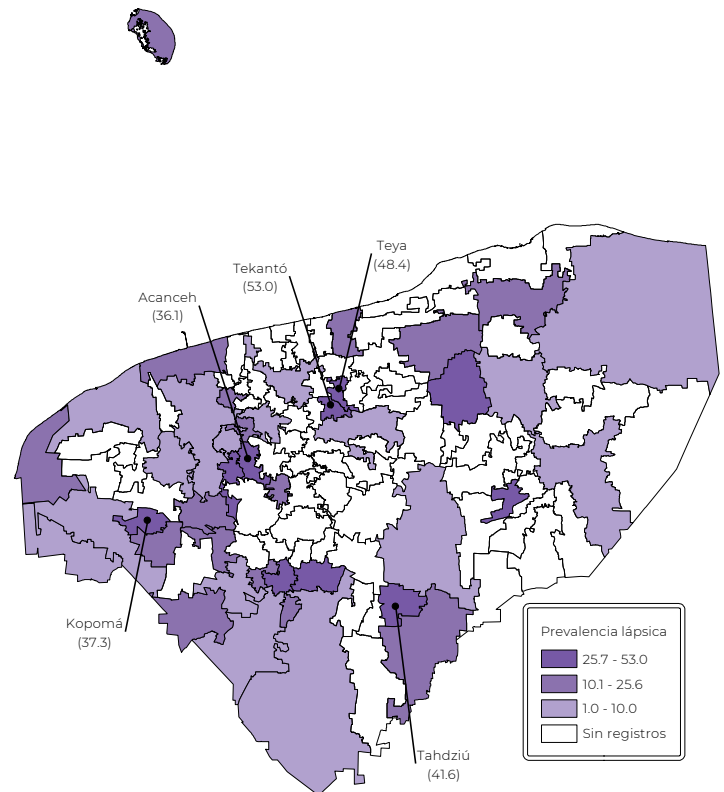 Teya
(48.4)
Tekantó
(53.0)
Acanceh
(36.1)
Kopomá
(37.3)
Tahdziú
(41.6)
Prevalencia lápsica
25.7 - 53.0
10.1 - 25.6
1.0 - 10.0
Sin registros